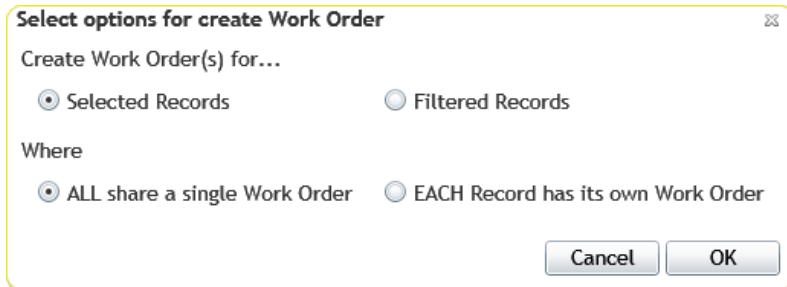 Select options for create Work Order
Create Work Order(s) for...
Selected Records Filtered Records
Where
ALL share a single Work Order EACH Record has its own Work Order
Cancel OK